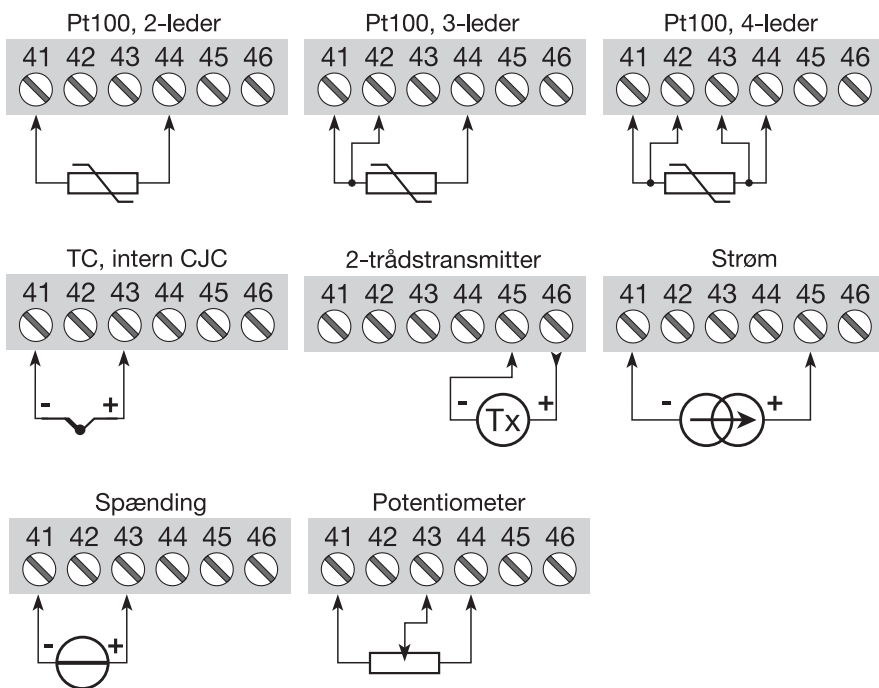 Pt100, 2-leder
41 42 43 44 45 46
Pt100, 3-leder
41 42 43 44 45 46
Pt100, 4-leder
41 42 43 44 45 46
TC, intern CJC
41 42 43 44 45 46
- +
2-trådstransmitter
41 42 43 44 45 46
- Tx +
Strøm
41 42 43 44 45 46
- +
Spænding
41 42 43 44 45 46
- +
Potentiometer
41 42 43 44 45 46